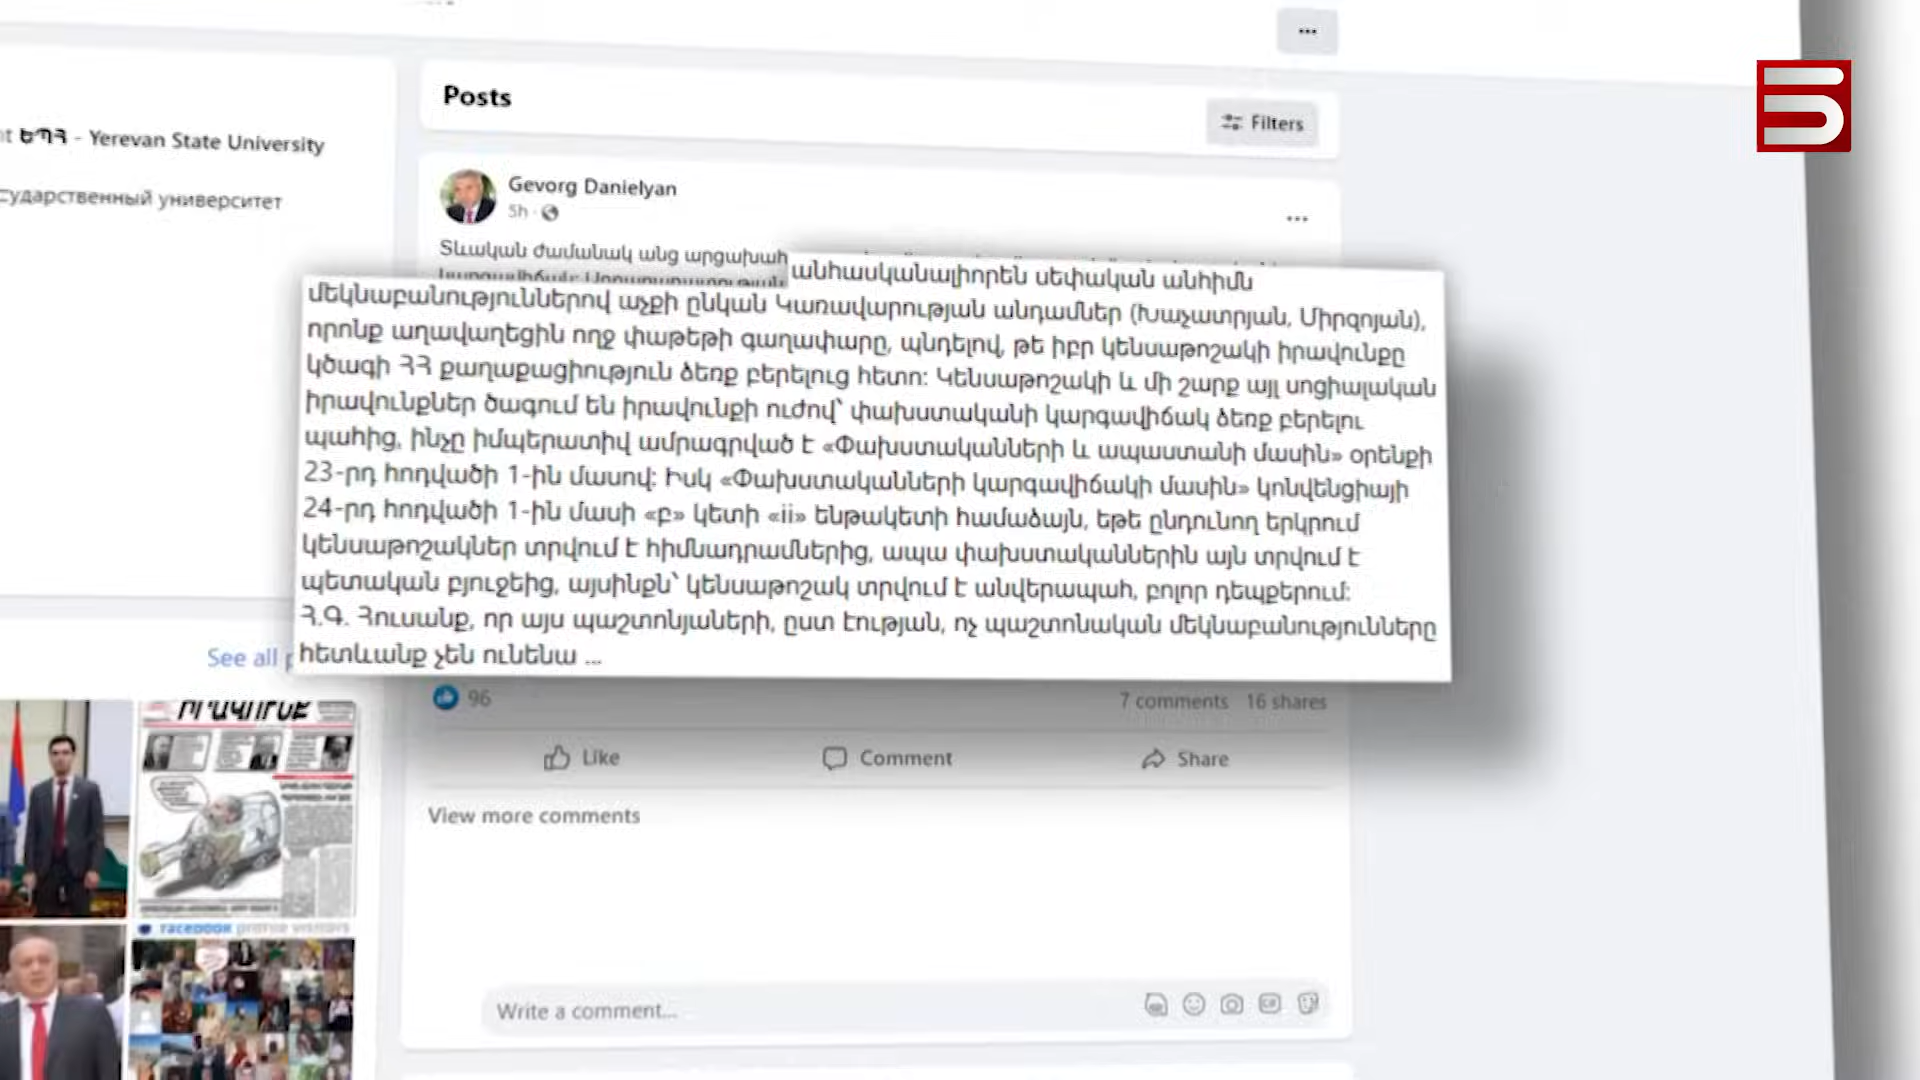 Posts
Filters
ԵՊՀ - Yerevan State University
сударственный университет
Gevorg Danielyan
5h
Տևական ժամանակ անց արցախահ
անհասկանալիորեն սեփական անհիմն
մեկնաբանություններով աչքի ընկան Կառավարության անդամներ (Խաչատրյան, Միրզոյան),
որոնք աղավաղեցին ողջ փաթեթի գաղափարը, պնդելով, թե իբր կենսաթոշակի իրավունքը
կծագի ՀՀ քաղաքացիություն ձեռք բերելուց հետո: Կենսաթոշակի և մի շարք այլ սոցիալական
իրավունքներ ծագում են իրավունքի ուժով՝ փախստականի կարգավիճակ ձեռք բերելու
պահից, ինչը իմպերատիվ ամրագրված է «Փախստականների և ապաստանի մասին» օրենքի
23-րդ հոդվածի 1-ին մասով: Իսկ «Փախստականների կարգավիճակի մասին» կոնվենցիայի
24-րդ հոդվածի 1-ին մասի «բ» կետի «ii» ենթակետի համաձայն, եթե ընդունող երկրում
կենսաթոշակներ տրվում է հիմնադրամներից, ապա փախստականներին այն տրվում է
պետական բյուջեից, այսինքն՝ կենսաթոշակ տրվում է անվերապահ, բոլոր դեպքերում:
Հ.Գ. Հուսանք, որ այս պաշտոնյաների, ըստ էության, ոչ պաշտոնական մեկնաբանությունները
հետևանք չեն ունենա ...
See all
96
7 comments 16 shares
Like Comment Share
View more comments
ԻՐԱՎՈՒՆՔ
facebook profile visitors
Write a comment...